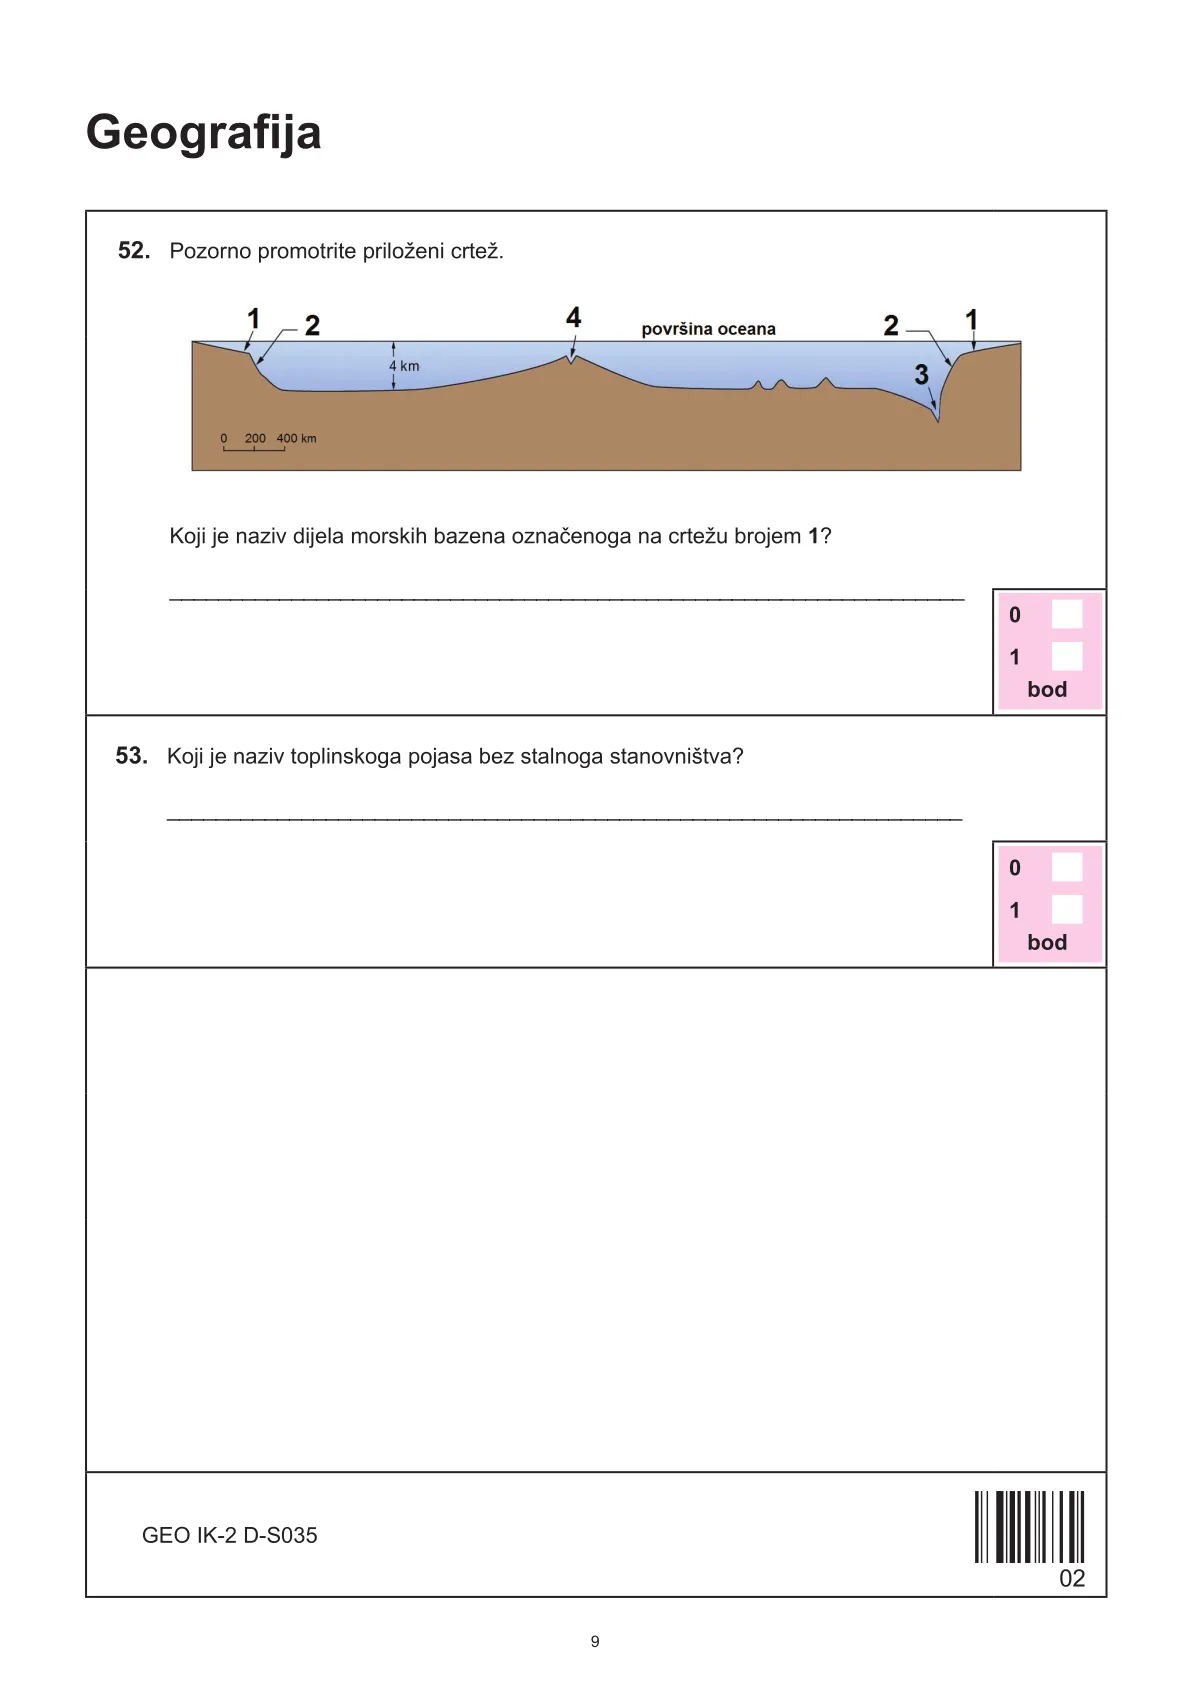 Geografija
52. Pozorno promotrite priloženi crtež.
1 2 4 površina oceana 2 1
4 km
3
0 200 400 km
Koji je naziv dijela morskih bazena označenoga na crtežu brojem 1?
0
1
bod
53. Koji je naziv toplinskoga pojasa bez stalnoga stanovništva?
0
1
bod
GEO IK-2 D-S035
02
9